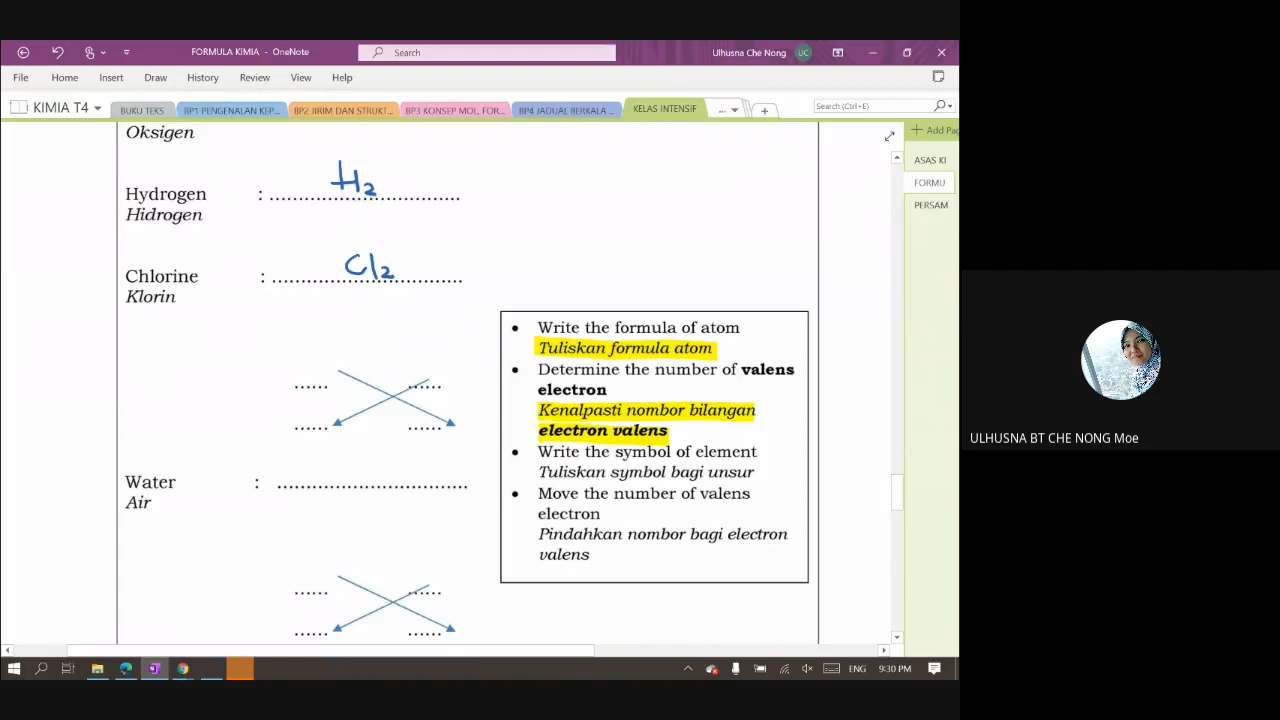 FORMULA KIMIA - OneNote
Search
Ulhusna Che Nong
UC
File Home Insert Draw History Review View Help
KIMIA T4
BUKU TEKS
BP1 PENGENALAN KEP...
BP2 JIRIM DAN STRUKT...
BP3 KONSEP MOL, FOR...
BP4 JADUAL BERKALA ...
KELAS INTENSIF
...
+
Search (Ctrl+E)
+ Add Pag
ASAS KI
FORMU
PERSAM
Oksigen
Hydrogen : ................................ H₂
Hidrogen
Chlorine : ................................ Cl₂
Klorin
...... ......
...... ......
Water : ................................
Air
...... ......
...... ......
• Write the formula of atom
Tuliskan formula atom
• Determine the number of valens
electron
Kenalpasti nombor bilangan
electron valens
• Write the symbol of element
Tuliskan symbol bagi unsur
• Move the number of valens
electron
Pindahkan nombor bagi electron
valens
ULHUSNA BT CHE NONG Moe
ENG 9:30 PM